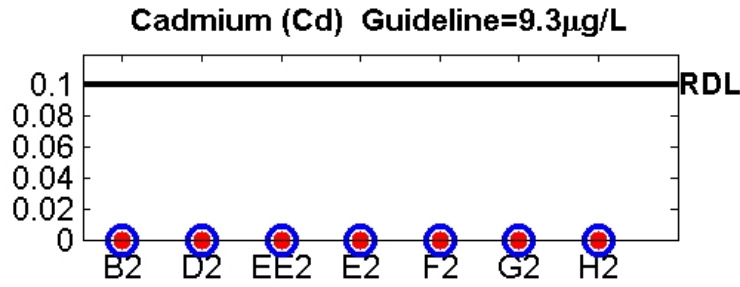 Cadmium (Cd)  Guideline=9.3μg/L
0.1
RDL
0.08
0.06
0.04
0.02
0
B2 D2 EE2 E2 F2 G2 H2